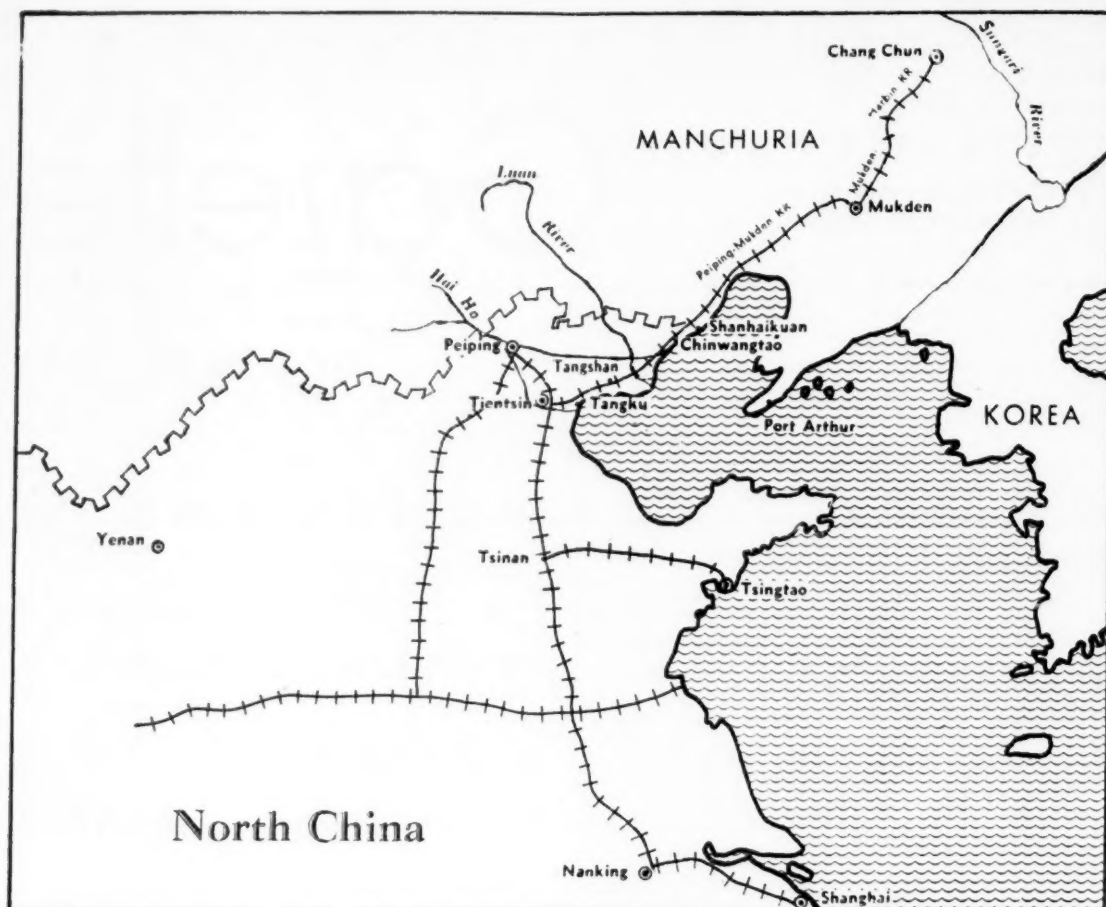 Chang Chun
Sungari River
Harbin RR
MANCHURIA
Mukden
Luan River
Mukden
Peiping-Mukden RR
Hai Ho
Shanhaikuan
Peiping
Chinwangtao
Tangshan
Tientsin
Tangku
Port Arthur
KOREA
Yenan
Tsinan
Tsingtao
North China
Nanking
Shanghai